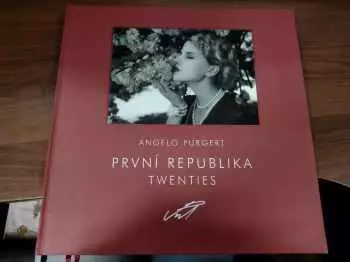 ANGELO PURGERT
PRVNÍ REPUBLIKA
TWENTIES